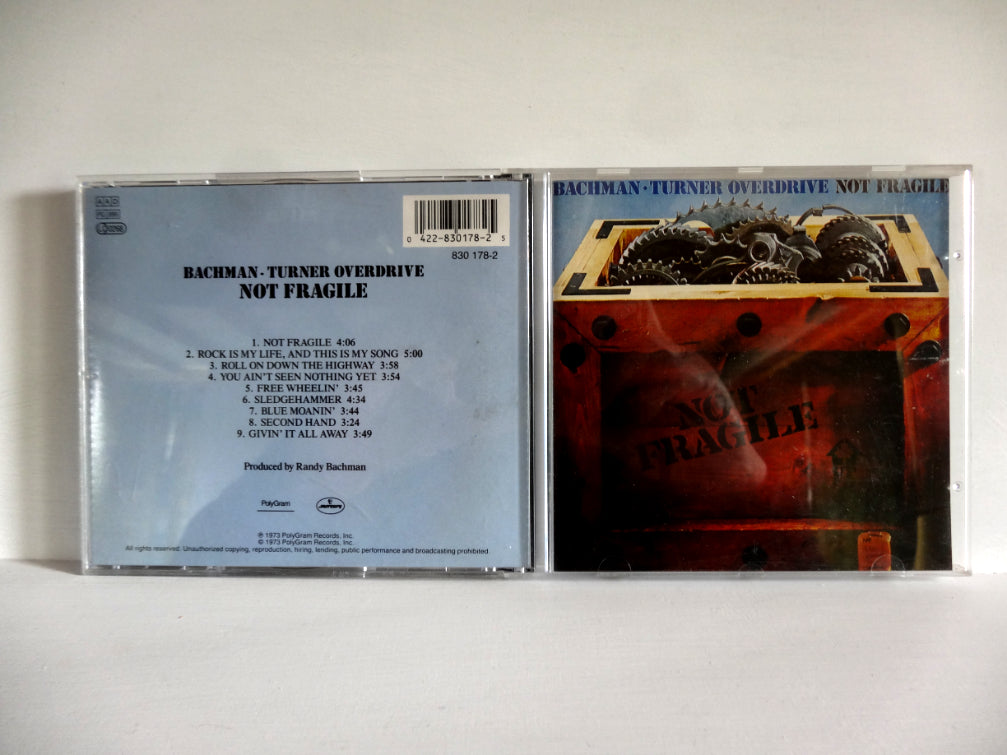 AAD
0268
0 422-830178-2 5
830 178-2
BACHMAN · TURNER OVERDRIVE
NOT FRAGILE
1. NOT FRAGILE 4:06
2. ROCK IS MY LIFE, AND THIS IS MY SONG 5:00
3. ROLL ON DOWN THE HIGHWAY 3:58
4. YOU AIN'T SEEN NOTHING YET 3:54
5. FREE WHEELIN' 3:45
6. SLEDGEHAMMER 4:34
7. BLUE MOANIN' 3:44
8. SECOND HAND 3:24
9. GIVIN' IT ALL AWAY 3:49
Produced by Randy Bachman
PolyGram
mercury
℗ 1973 PolyGram Records, Inc.
© 1973 PolyGram Records, Inc.
All rights reserved. Unauthorized copying, reproduction, hiring, lending, public performance and broadcasting prohibited.
BACHMAN · TURNER OVERDRIVE NOT FRAGILE
NOT
FRAGILE